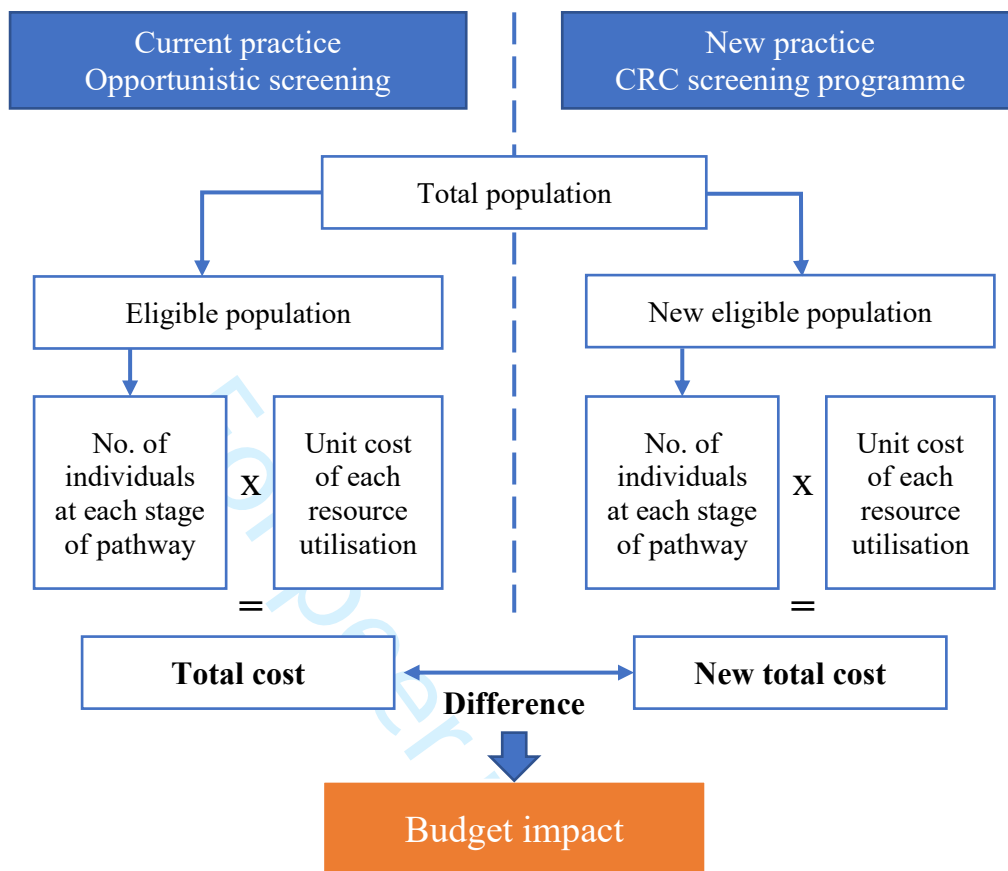 Current practice
Opportunistic screening
New practice
CRC screening programme
Total population
Eligible population
New eligible population
No. of
individuals
at each stage
of pathway
x
Unit cost
of each
resource
utilisation
=
No. of
individuals
at each stage
of pathway
x
Unit cost
of each
resource
utilisation
=
Total cost
New total cost
Difference
Budget impact
For peer